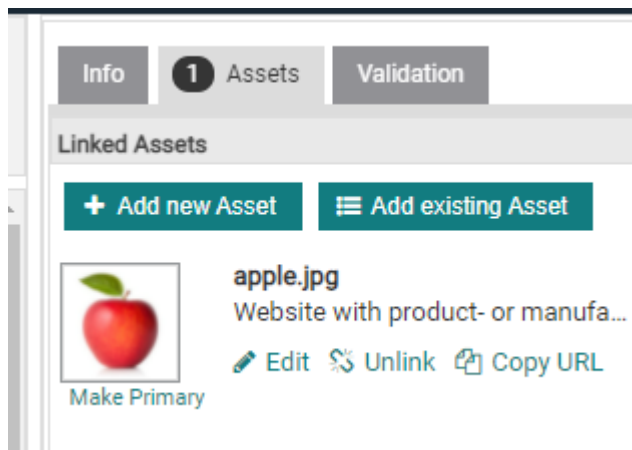 Info 1 Assets Validation
Linked Assets
Add new Asset Add existing Asset
apple.jpg
Website with product- or manufa...
Edit Unlink Copy URL
Make Primary